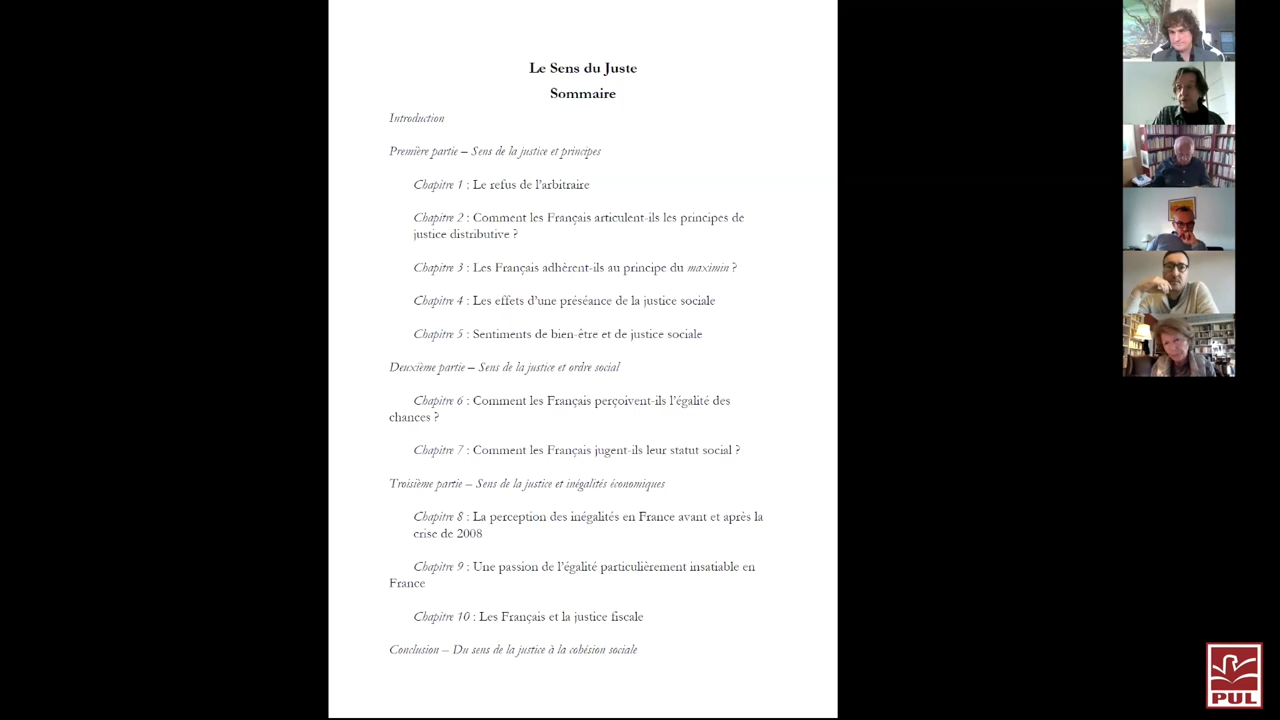 Le Sens du Juste
Sommaire
Introduction
Première partie – Sens de la justice et principes
Chapitre 1 : Le refus de l'arbitraire
Chapitre 2 : Comment les Français articulent-ils les principes de
justice distributive ?
Chapitre 3 : Les Français adhèrent-ils au principe du maximin ?
Chapitre 4 : Les effets d'une préséance de la justice sociale
Chapitre 5 : Sentiments de bien-être et de justice sociale
Deuxième partie – Sens de la justice et ordre social
Chapitre 6 : Comment les Français perçoivent-ils l'égalité des
chances ?
Chapitre 7 : Comment les Français jugent-ils leur statut social ?
Troisième partie – Sens de la justice et inégalités économiques
Chapitre 8 : La perception des inégalités en France avant et après la
crise de 2008
Chapitre 9 : Une passion de l'égalité particulièrement insatiable en
France
Chapitre 10 : Les Français et la justice fiscale
Conclusion – Du sens de la justice à la cohésion sociale
PUL